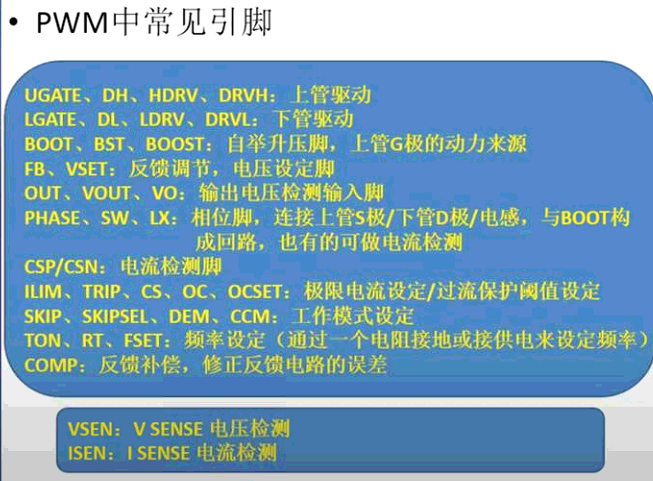 • PWM中常见引脚
UGATE、DH、HDRV、DRVH：上管驱动
LGATE、DL、LDRV、DRVL：下管驱动
BOOT、BST、BOOST：自举升压脚，上管G极的动力来源
FB、VSET：反馈调节，电压设定脚
OUT、VOUT、VO：输出电压检测输入脚
PHASE、SW、LX：相位脚，连接上管S极/下管D极/电感，与BOOT构
成回路，也有的可做电流检测
CSP/CSN：电流检测脚
ILIM、TRIP、CS、OC、OCSET：极限电流设定/过流保护阈值设定
SKIP、SKIPSEL、DEM、CCM：工作模式设定
TON、RT、FSET：频率设定（通过一个电阻接地或接供电来设定频率）
COMP：反馈补偿，修正反馈电路的误差
VSEN：V SENSE 电压检测
ISEN：I SENSE 电流检测